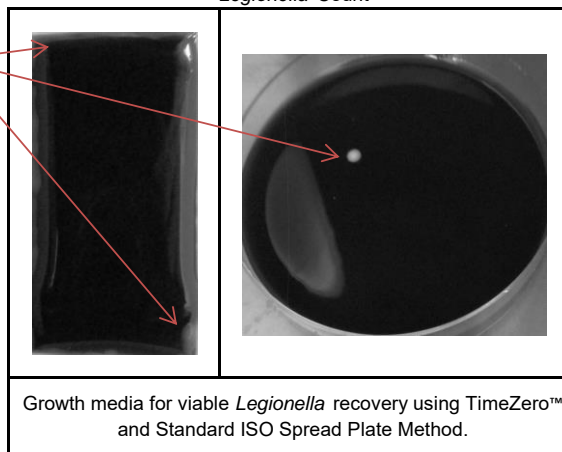 Legionella Count
Growth media for viable Legionella recovery using TimeZero™
and Standard ISO Spread Plate Method.